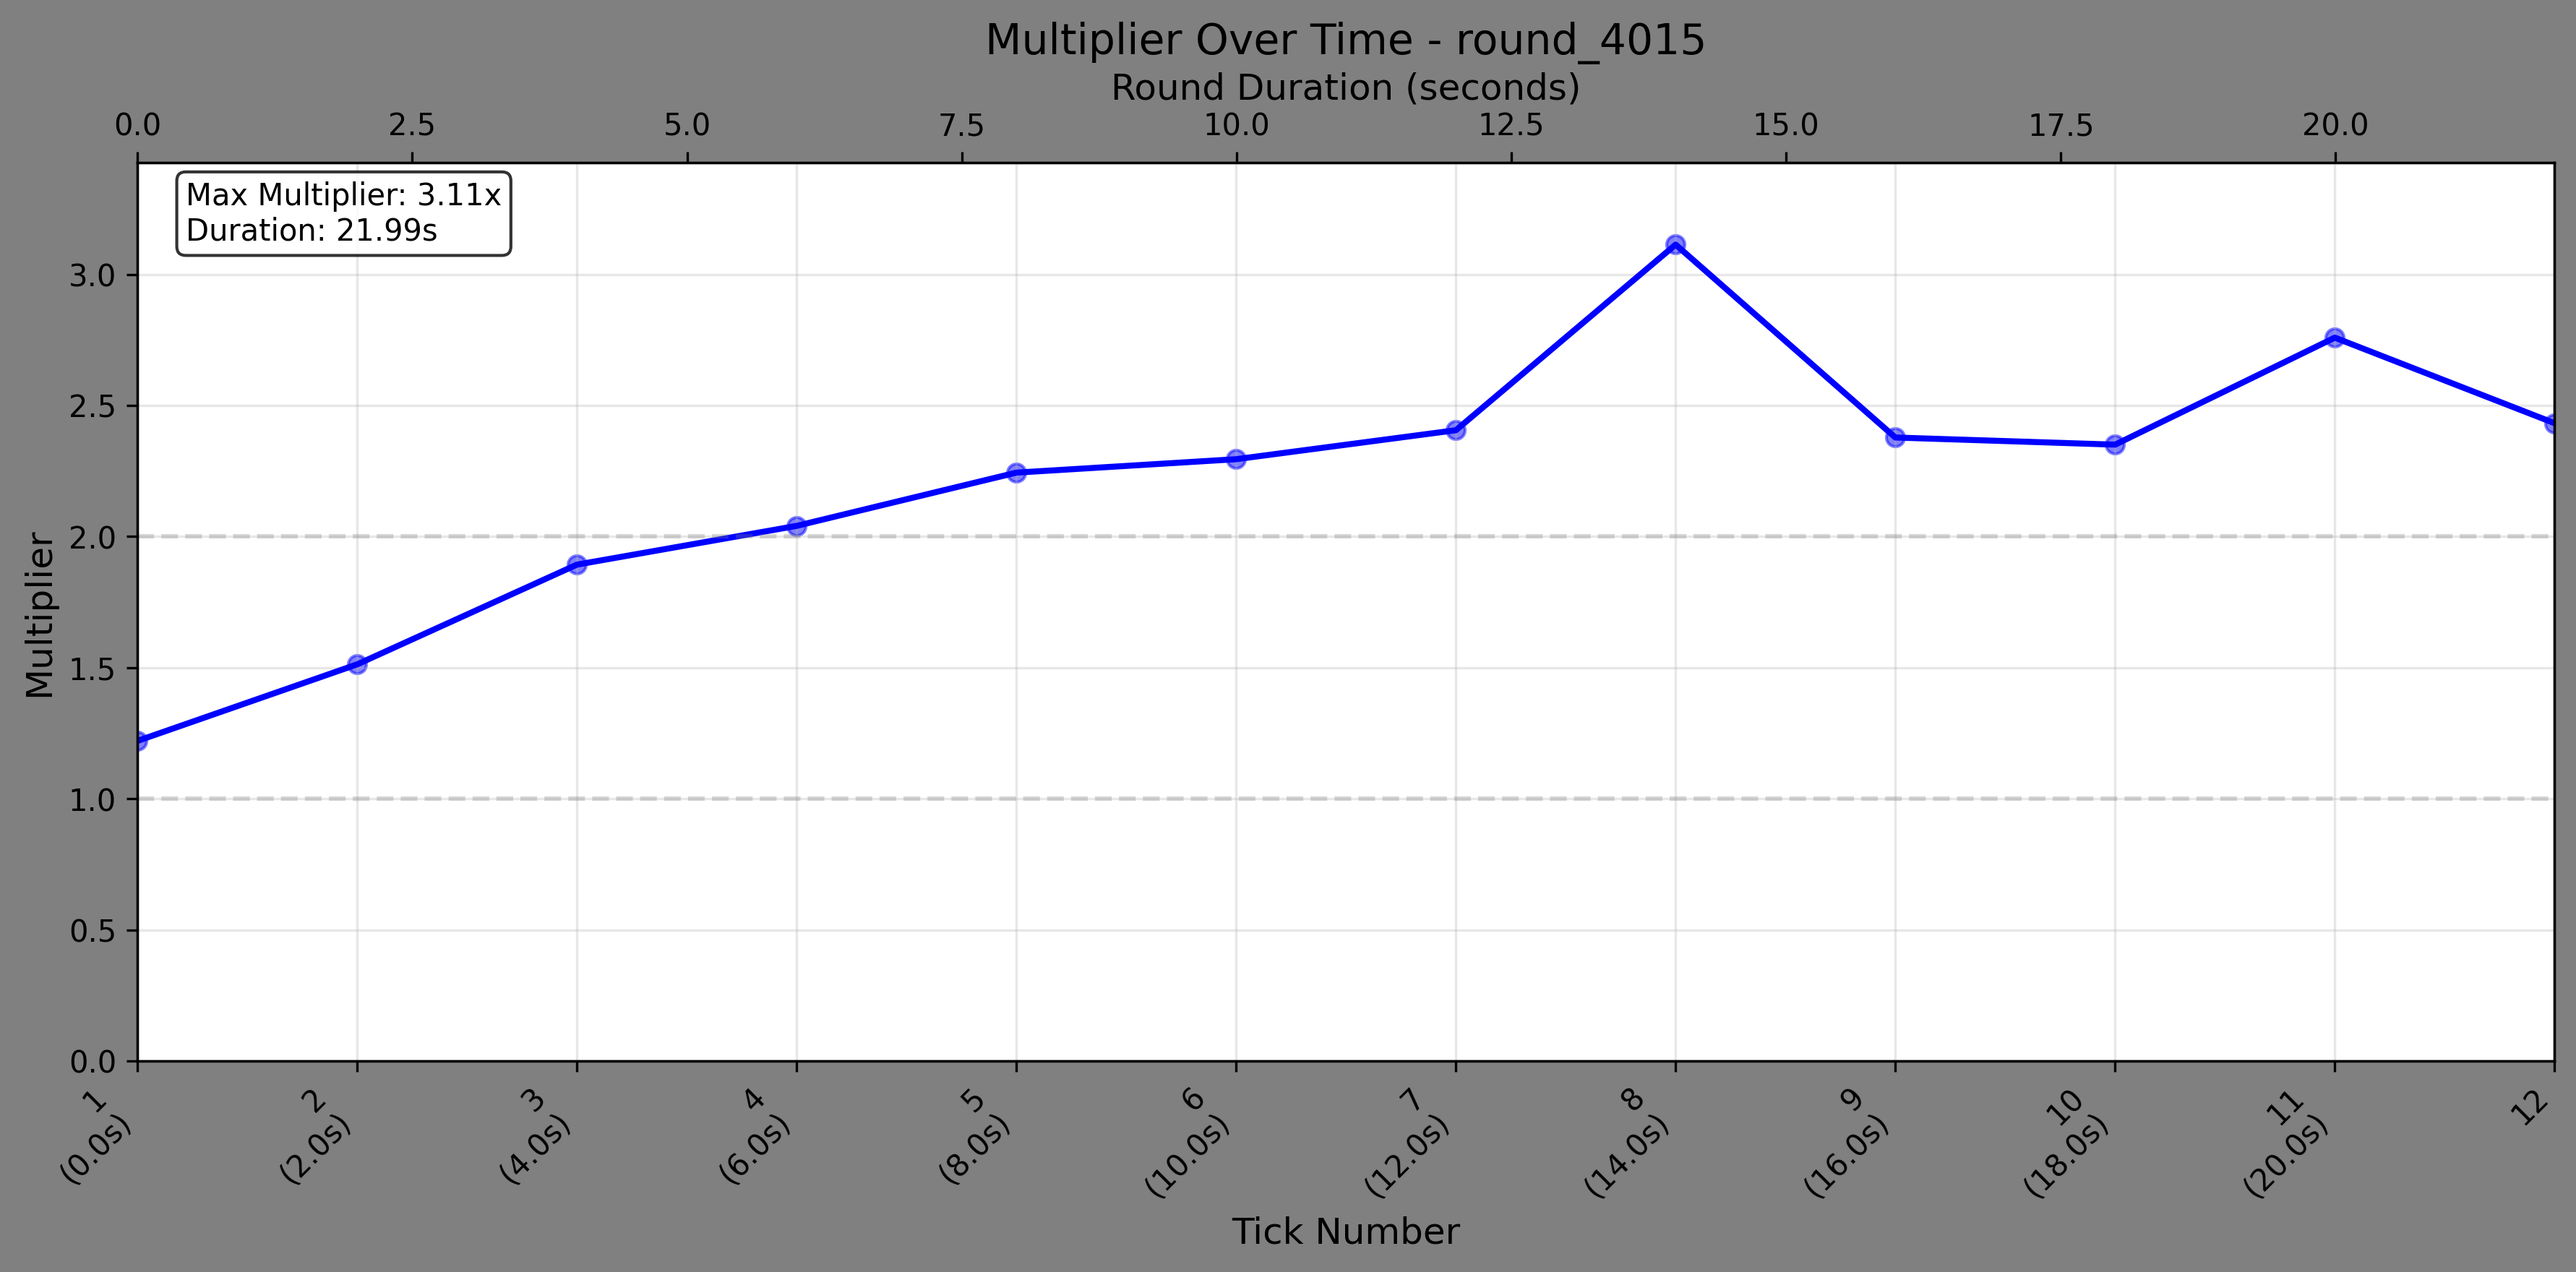 Multiplier Over Time - round_4015
Round Duration (seconds)
0.0 2.5 5.0 7.5 10.0 12.5 15.0 17.5 20.0
Max Multiplier: 3.11x
Duration: 21.99s
Multiplier
3.0
2.5
2.0
1.5
1.0
0.5
0.0
1
(0.0s)
2
(2.0s)
3
(4.0s)
4
(6.0s)
5
(8.0s)
6
(10.0s)
7
(12.0s)
8
(14.0s)
9
(16.0s)
10
(18.0s)
11
(20.0s)
12
Tick Number